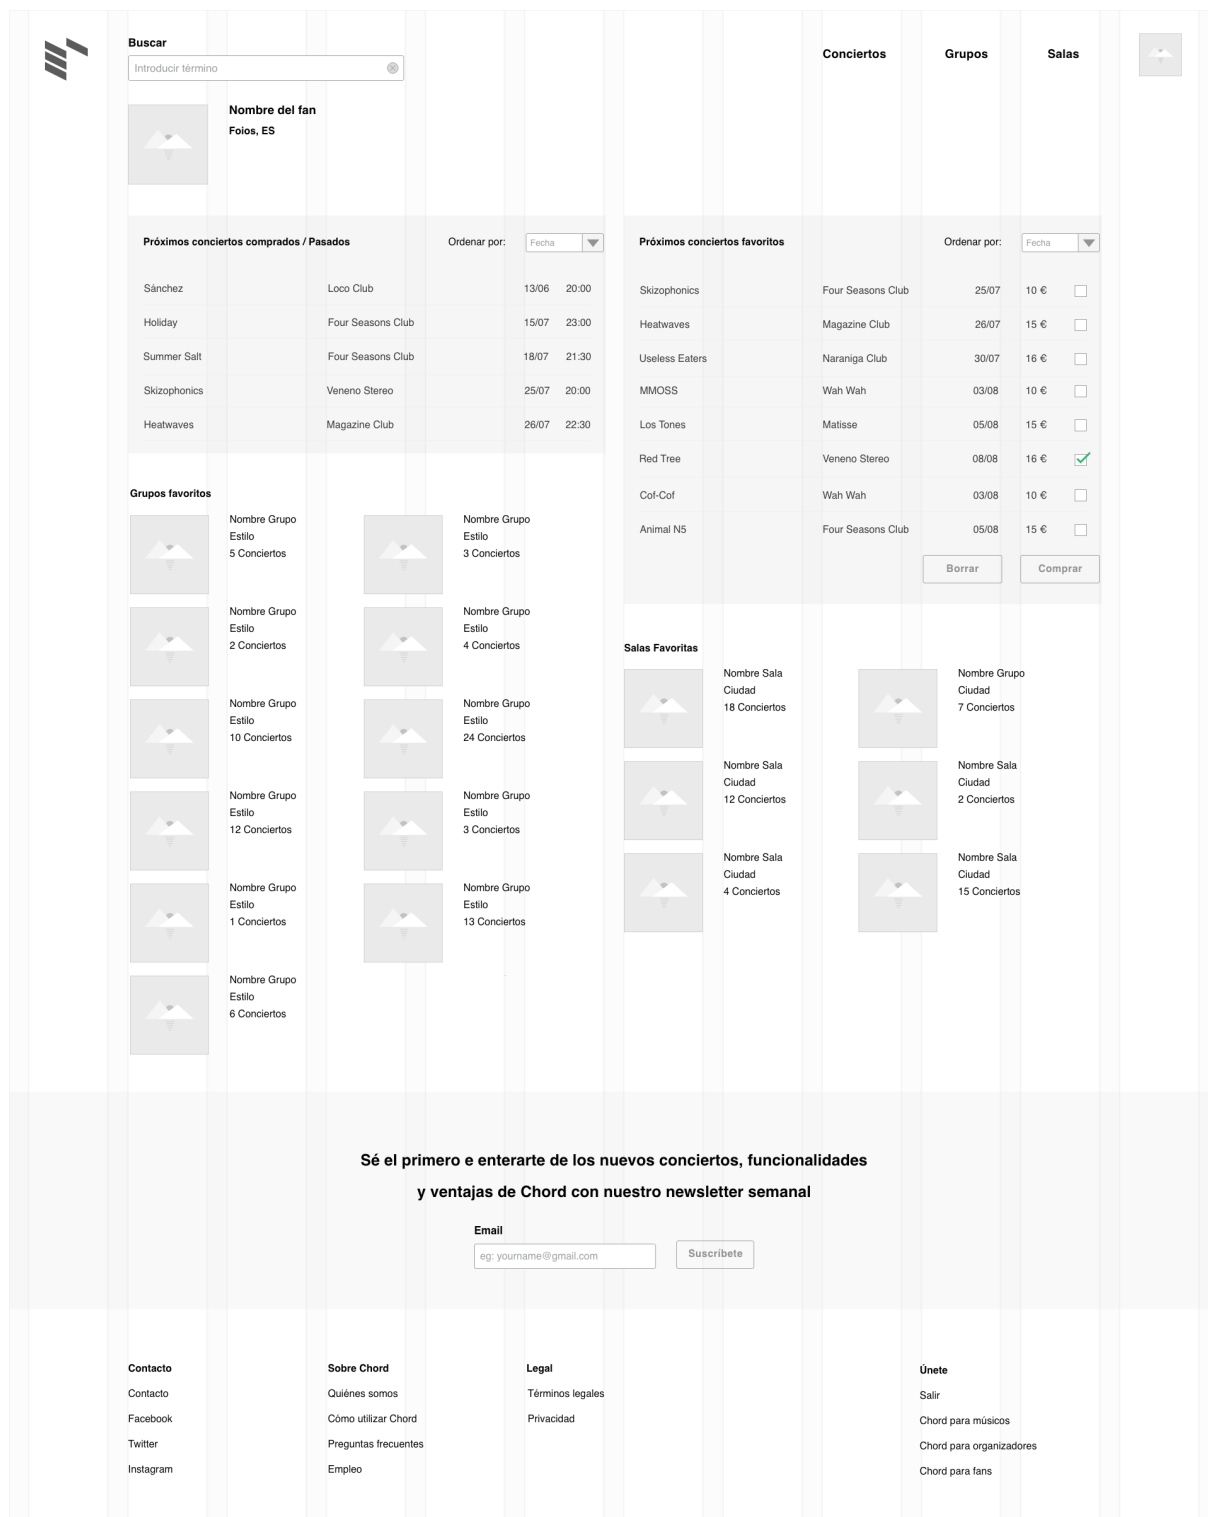 Buscar
Introducir término
Conciertos Grupos Salas
Nombre del fan
Foios, ES
Próximos conciertos comprados / Pasados Ordenar por: Fecha
Sánchez Loco Club 13/06 20:00
Holiday Four Seasons Club 15/07 23:00
Summer Salt Four Seasons Club 18/07 21:30
Skizophonics Veneno Stereo 25/07 20:00
Heatwaves Magazine Club 26/07 22:30
Próximos conciertos favoritos Ordenar por: Fecha
Skizophonics Four Seasons Club 25/07 10 €
Heatwaves Magazine Club 26/07 15 €
Useless Eaters Naraniga Club 30/07 16 €
MMOSS Wah Wah 03/08 10 €
Los Tones Matisse 05/08 15 €
Red Tree Veneno Stereo 08/08 16 €
Cof-Cof Wah Wah 03/08 10 €
Animal N5 Four Seasons Club 05/08 15 €
Borrar Comprar
Grupos favoritos
Nombre Grupo
Estilo
5 Conciertos
Nombre Grupo
Estilo
3 Conciertos
Nombre Grupo
Estilo
2 Conciertos
Nombre Grupo
Estilo
4 Conciertos
Nombre Grupo
Estilo
10 Conciertos
Nombre Grupo
Estilo
24 Conciertos
Nombre Grupo
Estilo
12 Conciertos
Nombre Grupo
Estilo
3 Conciertos
Nombre Grupo
Estilo
1 Conciertos
Nombre Grupo
Estilo
13 Conciertos
Nombre Grupo
Estilo
6 Conciertos
Salas Favoritas
Nombre Sala
Ciudad
18 Conciertos
Nombre Grupo
Ciudad
7 Conciertos
Nombre Sala
Ciudad
12 Conciertos
Nombre Sala
Ciudad
2 Conciertos
Nombre Sala
Ciudad
4 Conciertos
Nombre Sala
Ciudad
15 Conciertos
Sé el primero e enterarte de los nuevos conciertos, funcionalidades
y ventajas de Chord con nuestro newsletter semanal
Email
eg: yourname@gmail.com
Suscríbete
Contacto
Contacto
Facebook
Twitter
Instagram
Sobre Chord
Quiénes somos
Cómo utilizar Chord
Preguntas frecuentes
Empleo
Legal
Términos legales
Privacidad
Únete
Salir
Chord para músicos
Chord para organizadores
Chord para fans